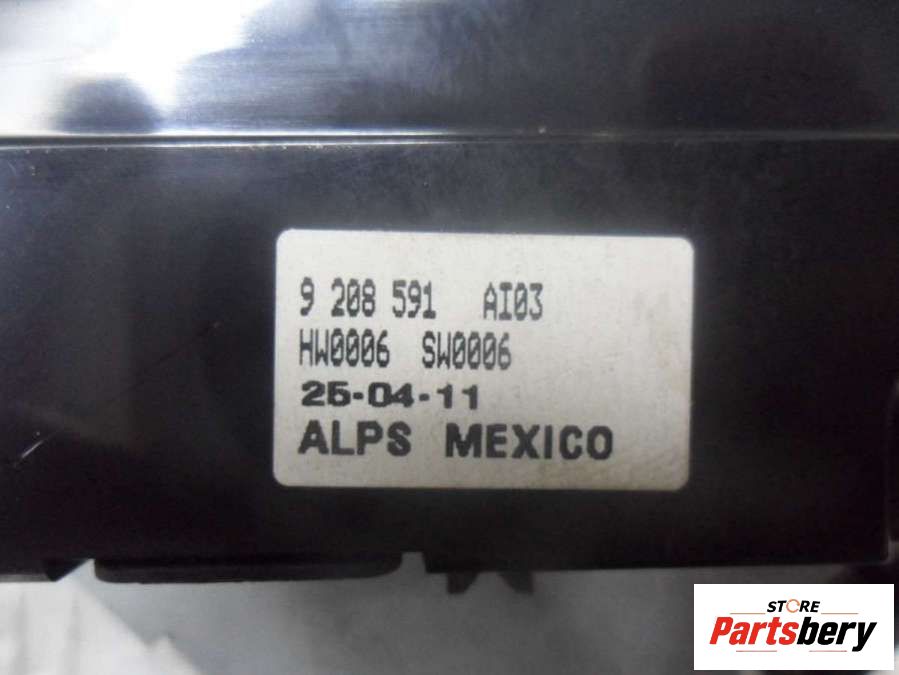 9 208 591 AI03
HW0006 SW0006
25-04-11
ALPS MEXICO
STORE
Partsbery